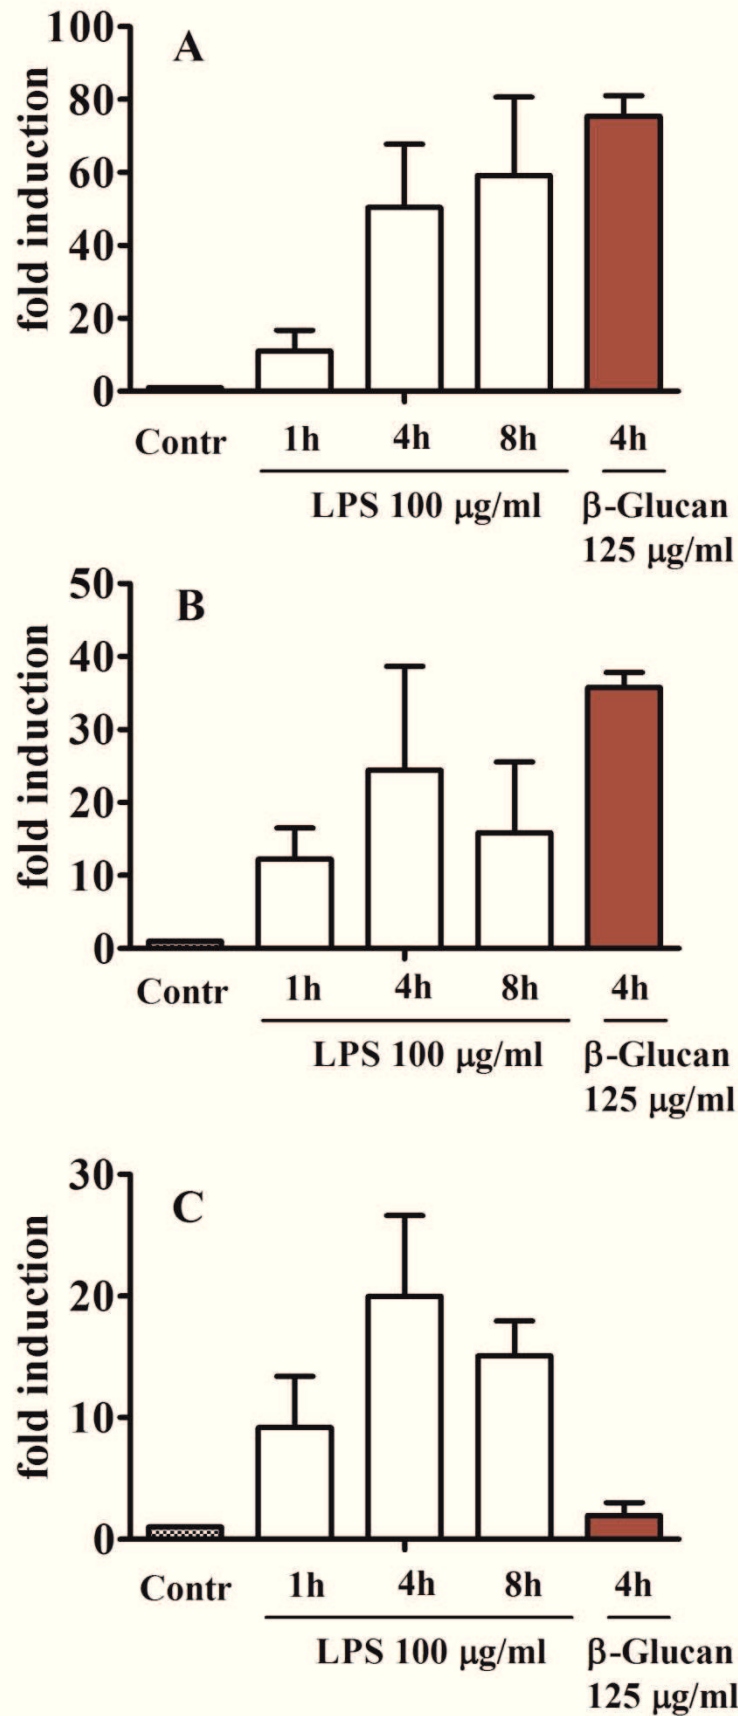 A
fold induction
100
80
60
40
20
0
Contr 1h 4h 8h 4h
LPS 100 μg/ml β-Glucan
125 μg/ml
B
fold induction
50
40
30
20
10
0
Contr 1h 4h 8h 4h
LPS 100 μg/ml β-Glucan
125 μg/ml
C
fold induction
30
20
10
0
Contr 1h 4h 8h 4h
LPS 100 μg/ml β-Glucan
125 μg/ml